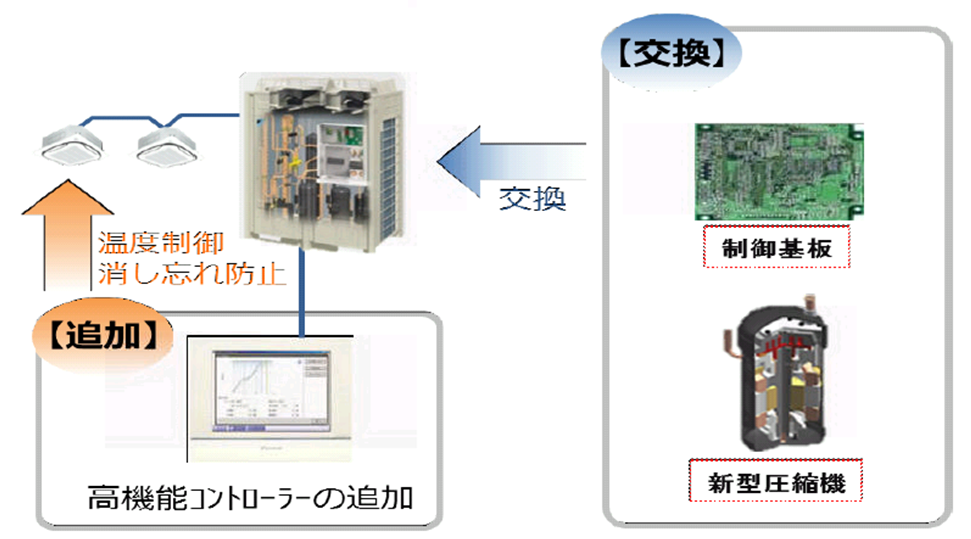 【交換】
交換
制御基板
温度制御
消し忘れ防止
【追加】
新型圧縮機
高機能ｺﾝﾄﾛｰﾗｰの追加